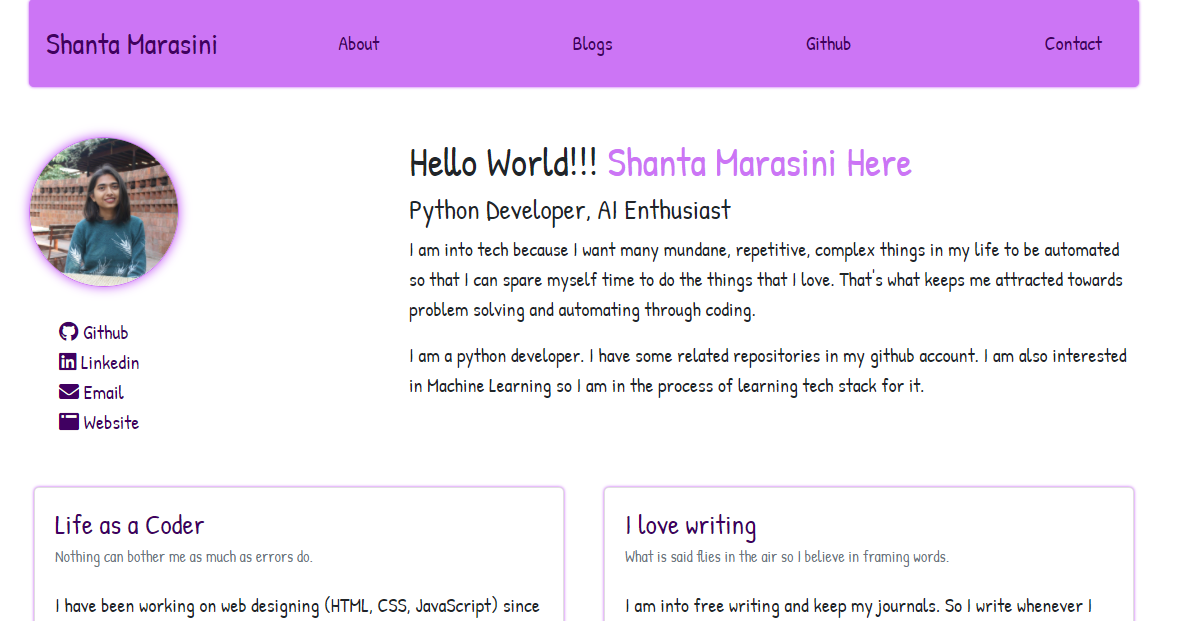 Shanta Marasini
About
Blogs
Github
Contact
Hello World!!! Shanta Marasini Here
Python Developer, AI Enthusiast
I am into tech because I want many mundane, repetitive, complex things in my life to be automated
so that I can spare myself time to do the things that I love. That's what keeps me attracted towards
problem solving and automating through coding.
I am a python developer. I have some related repositories in my github account. I am also interested
in Machine Learning so I am in the process of learning tech stack for it.
Github
Linkedin
Email
Website
Life as a Coder
Nothing can bother me as much as errors do.
I have been working on web designing (HTML, CSS, JavaScript) since
I love writing
What is said flies in the air so I believe in framing words.
I am into free writing and keep my journals. So I write whenever I